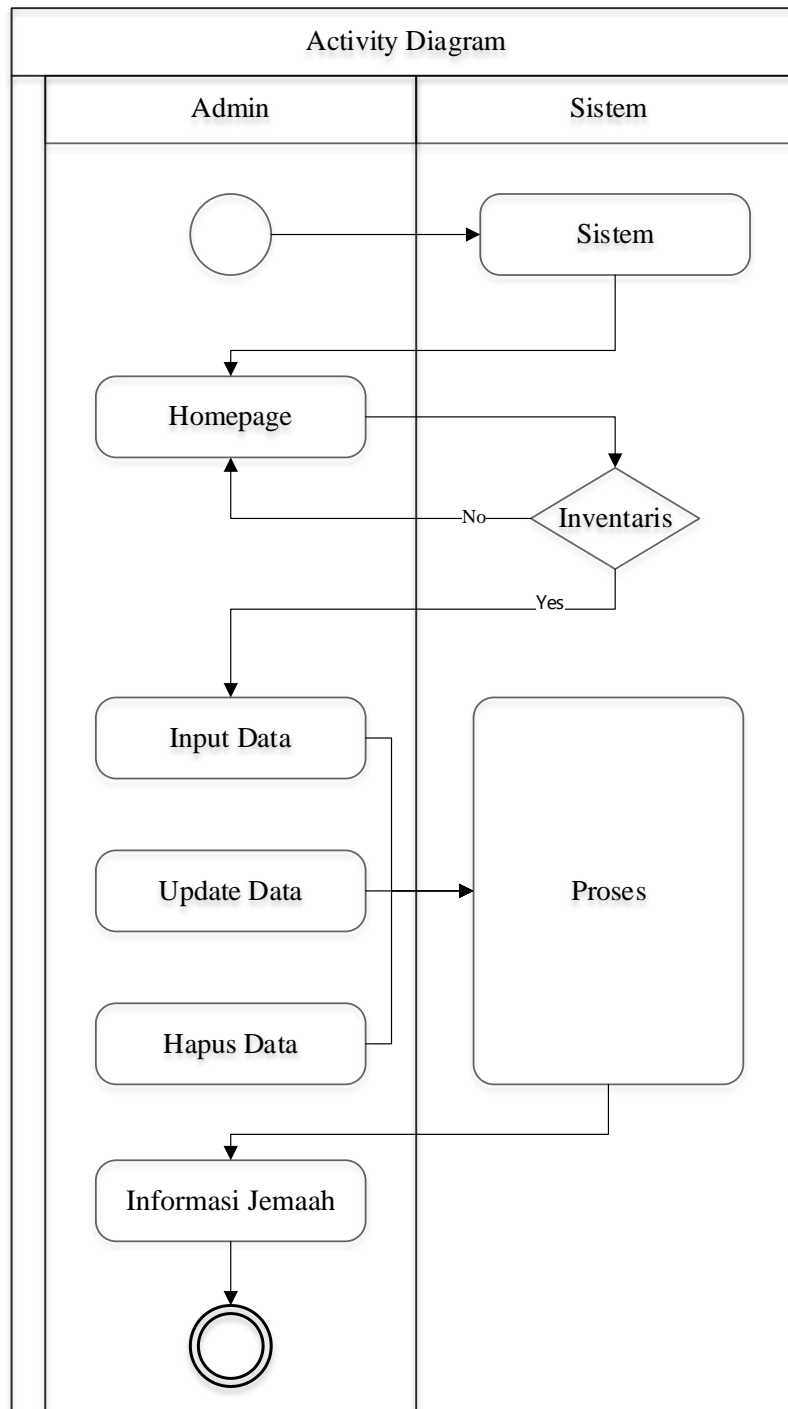 Activity Diagram
Admin
Sistem
Sistem
Homepage
Inventaris
No
Yes
Input Data
Update Data
Proses
Hapus Data
Informasi Jemaah